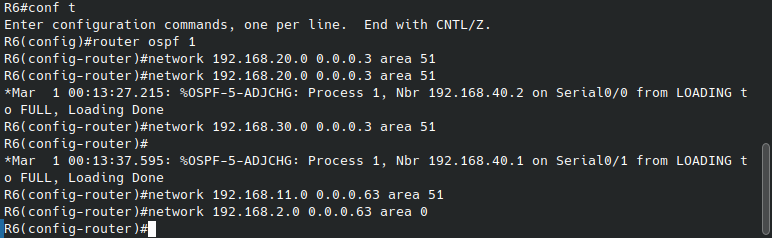 R6#conf t
Enter configuration commands, one per line.  End with CNTL/Z.
R6(config)#router ospf 1
R6(config-router)#network 192.168.20.0 0.0.0.3 area 51
R6(config-router)#network 192.168.20.0 0.0.0.3 area 51
*Mar  1 00:13:27.215: %OSPF-5-ADJCHG: Process 1, Nbr 192.168.40.2 on Serial0/0 from LOADING t
o FULL, Loading Done
R6(config-router)#network 192.168.30.0 0.0.0.3 area 51
R6(config-router)#
*Mar  1 00:13:37.595: %OSPF-5-ADJCHG: Process 1, Nbr 192.168.40.1 on Serial0/1 from LOADING t
o FULL, Loading Done
R6(config-router)#network 192.168.11.0 0.0.0.63 area 51
R6(config-router)#network 192.168.2.0 0.0.0.63 area 0
R6(config-router)#